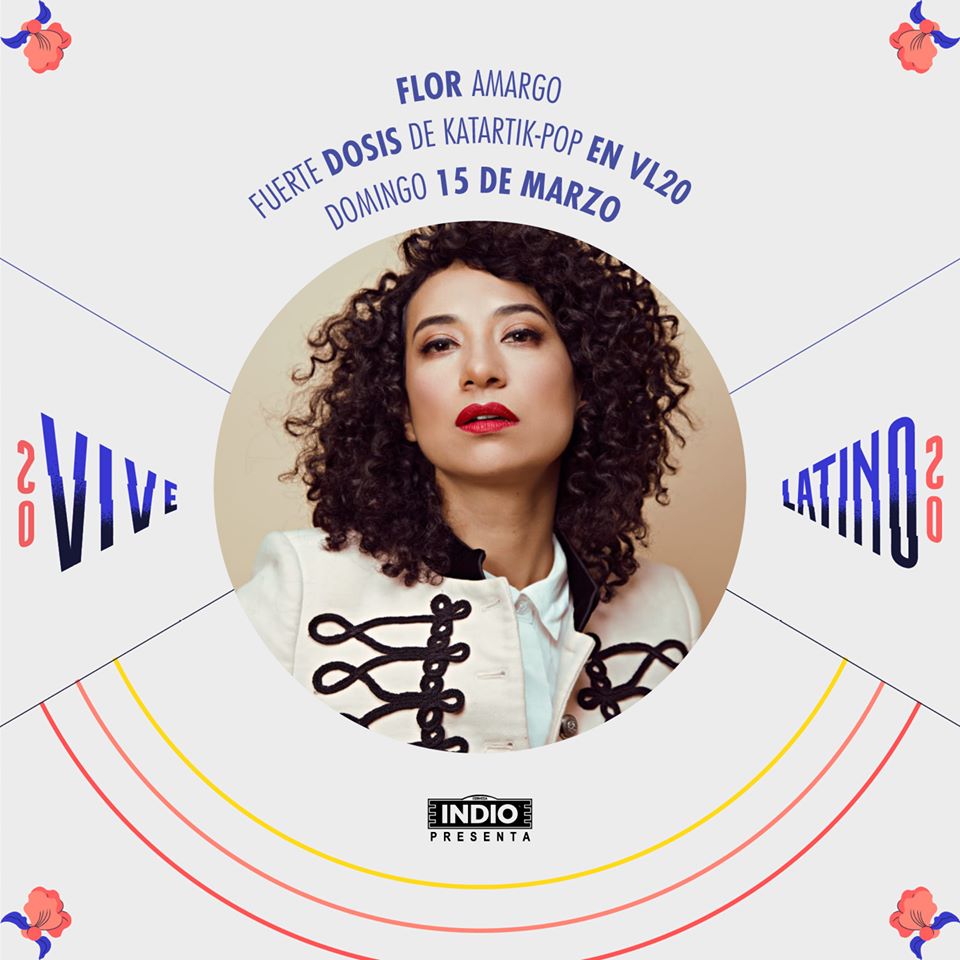 FLOR AMARGO
FUERTE DOSIS DE KATARTIK-POP EN VL20
DOMINGO 15 DE MARZO
20 VIVE
LATINO 20
INDIO
PRESENTA